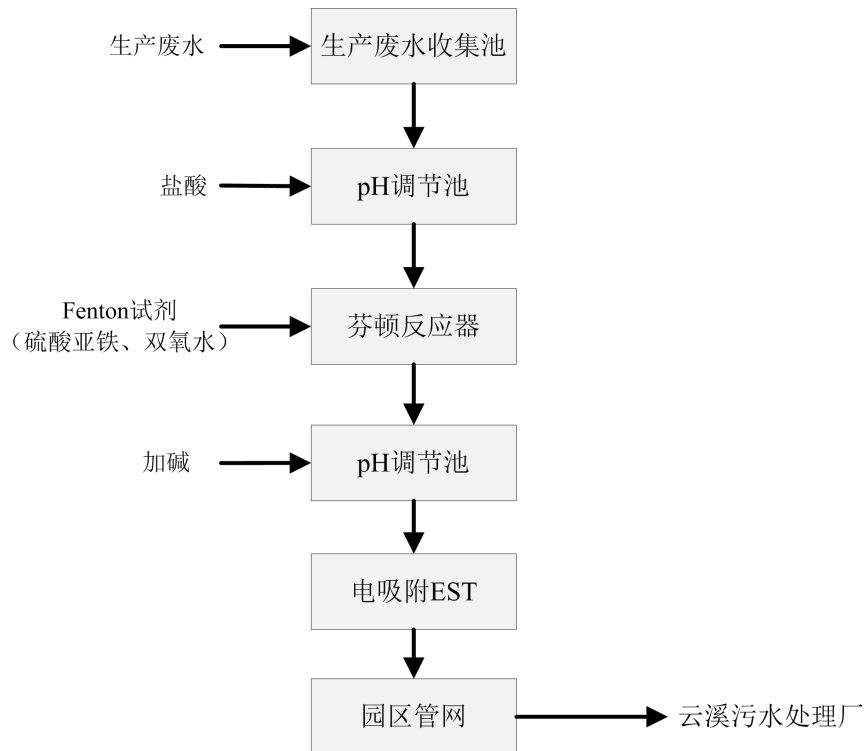 生产废水
生产废水收集池
盐酸
pH调节池
Fenton试剂
（硫酸亚铁、双氧水）
芬顿反应器
加碱
pH调节池
电吸附EST
园区管网
云溪污水处理厂